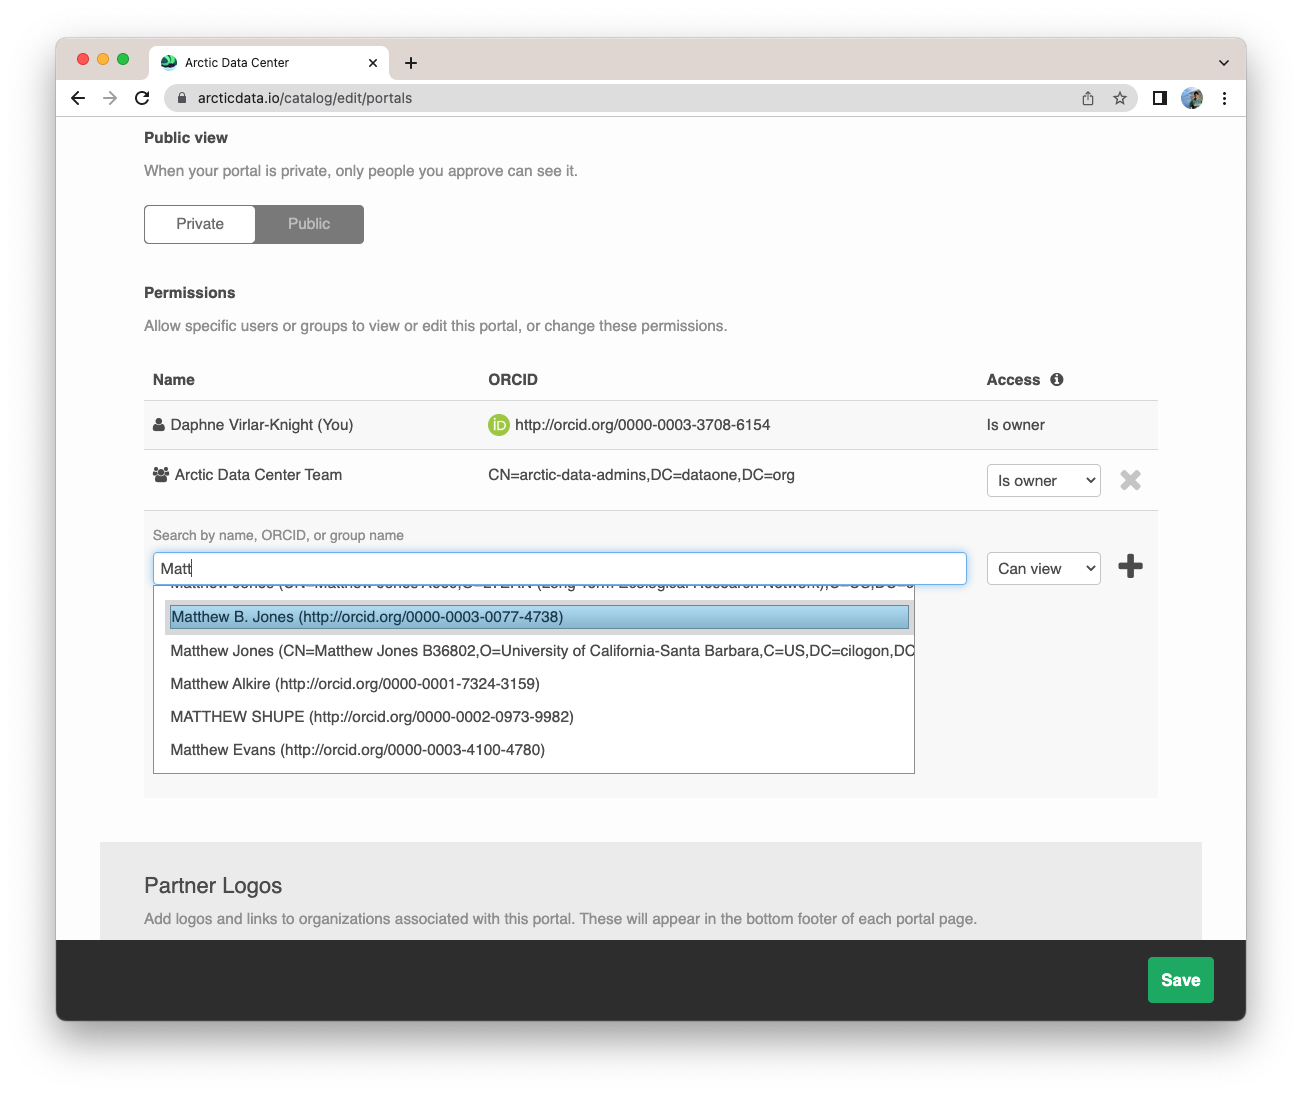 Arctic Data Center
arcticdata.io/catalog/edit/portals
Public view
When your portal is private, only people you approve can see it.
Private Public
Permissions
Allow specific users or groups to view or edit this portal, or change these permissions.
Name ORCID Access
Daphne Virlar-Knight (You) iD http://orcid.org/0000-0003-3708-6154 Is owner
Arctic Data Center Team CN=arctic-data-admins,DC=dataone,DC=org Is owner
Search by name, ORCID, or group name
Matt Can view
Matthew B. Jones (http://orcid.org/0000-0003-0077-4738)
Matthew Jones (CN=Matthew Jones B36802,O=University of California-Santa Barbara,C=US,DC=cilogon,DC
Matthew Alkire (http://orcid.org/0000-0001-7324-3159)
MATTHEW SHUPE (http://orcid.org/0000-0002-0973-9982)
Matthew Evans (http://orcid.org/0000-0003-4100-4780)
Partner Logos
Add logos and links to organizations associated with this portal. These will appear in the bottom footer of each portal page.
Save